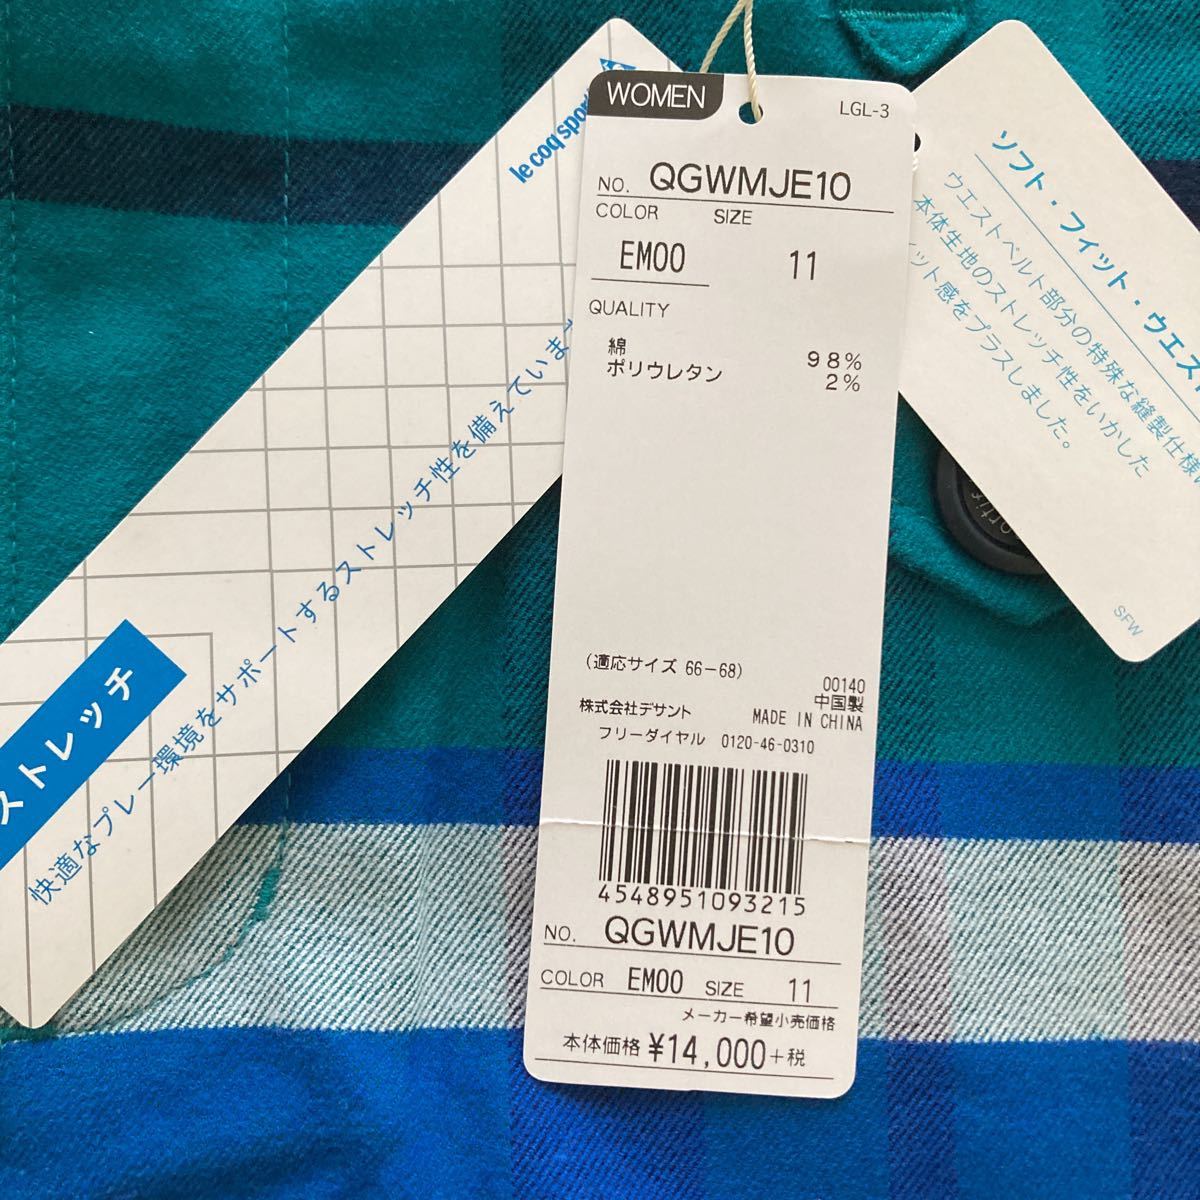 le coq spor
ストレッチ
快適なプレー環境をサポートするストレッチ性を備えていま
WOMEN
LGL-3
NO. QGWMJE10
COLOR SIZE
EM00 11
QUALITY
綿 98%
ポリウレタン 2%
(適応サイズ 66-68)
00140
中国製
株式会社デサント MADE IN CHINA
フリーダイヤル 0120-46-0310
4548951093215
NO. QGWMJE10
COLOR EM00 SIZE 11
メーカー希望小売価格
本体価格 ¥14,000+税
ソフト・フィット・ウエス
ウエストベルト部分の特殊な縫製仕様
本体生地のストレッチ性をいかした
ット感をプラスしました。
SFW